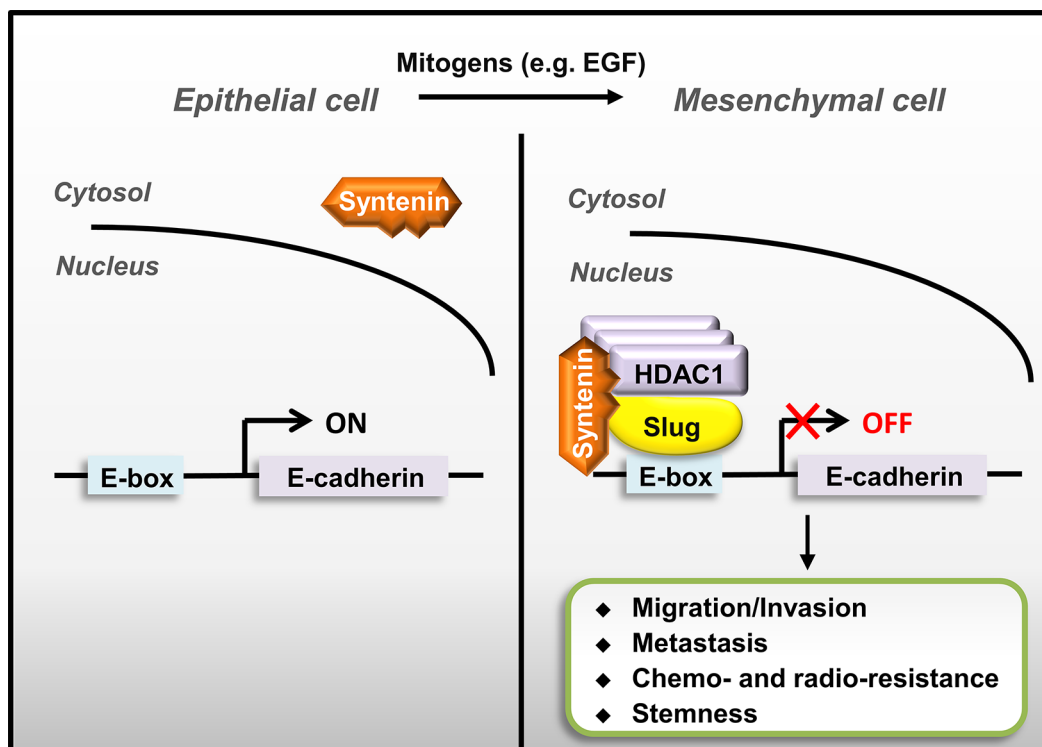 Mitogens (e.g. EGF)
Epithelial cell
Mesenchymal cell
Cytosol
Syntenin
Nucleus
ON
E-box
E-cadherin
Cytosol
Nucleus
Syntenin
HDAC1
Slug
OFF
E-box
E-cadherin
◆ Migration/Invasion
◆ Metastasis
◆ Chemo- and radio-resistance
◆ Stemness